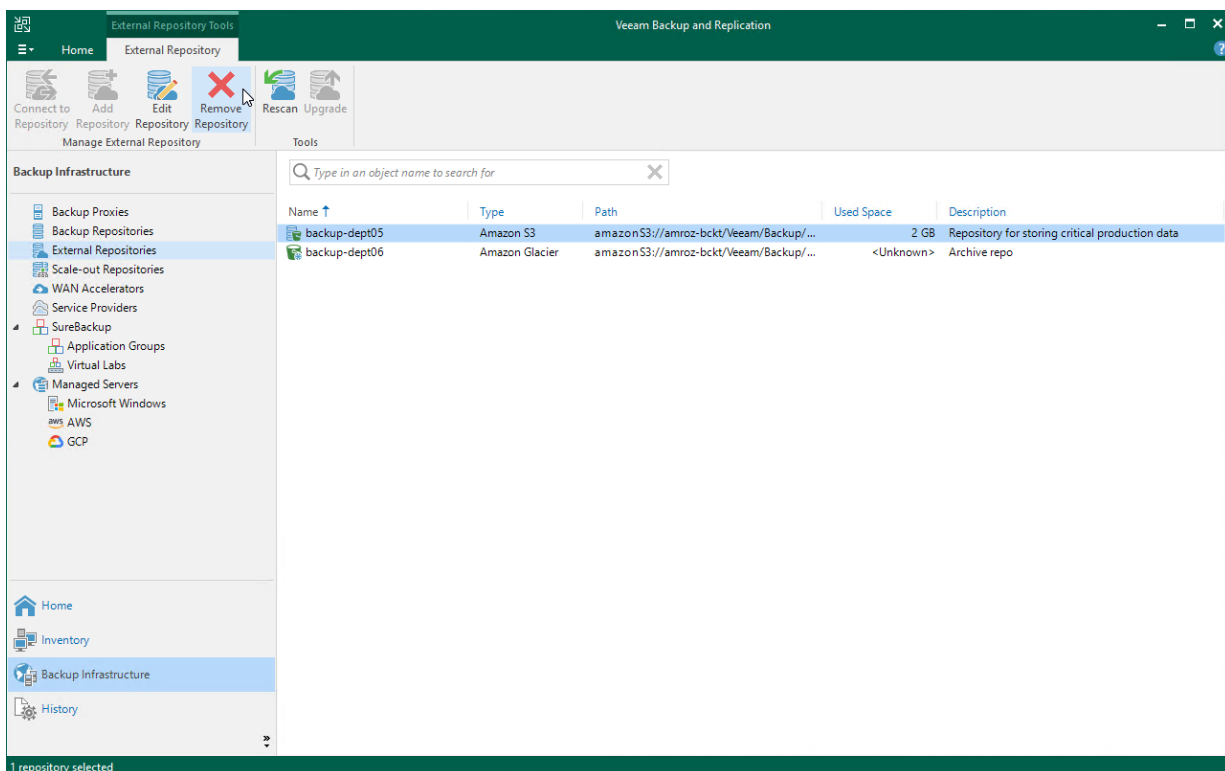 External Repository Tools
Veeam Backup and Replication
Home
External Repository
?
Connect to Repository
Add Repository
Edit Repository
Remove Repository
Rescan
Upgrade
Manage External Repository
Tools
Backup Infrastructure
Type in an object name to search for
Backup Proxies
Backup Repositories
External Repositories
Scale-out Repositories
WAN Accelerators
Service Providers
SureBackup
Application Groups
Virtual Labs
Managed Servers
Microsoft Windows
aws AWS
GCP
Name Type Path Used Space Description
backup-dept05 Amazon S3 amazonS3://amroz-bckt/Veeam/Backup/... 2 GB Repository for storing critical production data
backup-dept06 Amazon Glacier amazonS3://amroz-bckt/Veeam/Backup/... <Unknown> Archive repo
Home
Inventory
Backup Infrastructure
History
1 repository selected